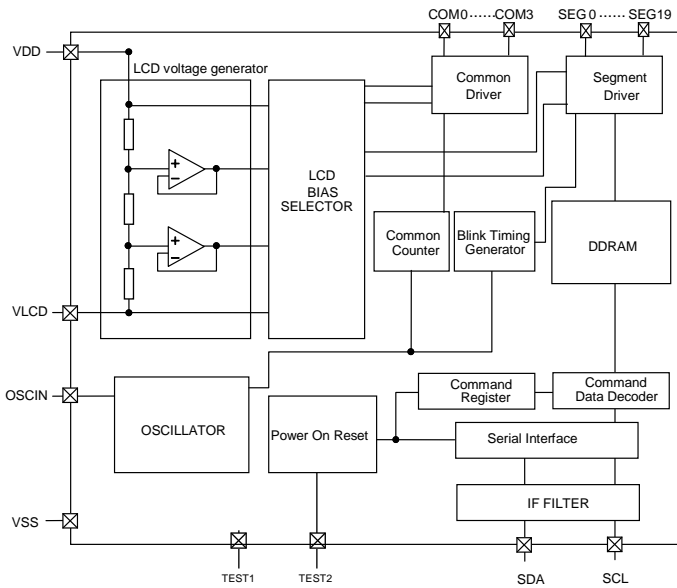 COM0 ...... COM3
SEG 0 ...... SEG19
VDD
LCD voltage generator
Common
Driver
Segment
Driver
LCD
BIAS
SELECTOR
Common
Counter
Blink Timing
Generator
DDRAM
VLCD
OSCIN
OSCILLATOR
Power On Reset
Command
Register
Command
Data Decoder
Serial Interface
IF FILTER
VSS
TEST1
TEST2
SDA
SCL